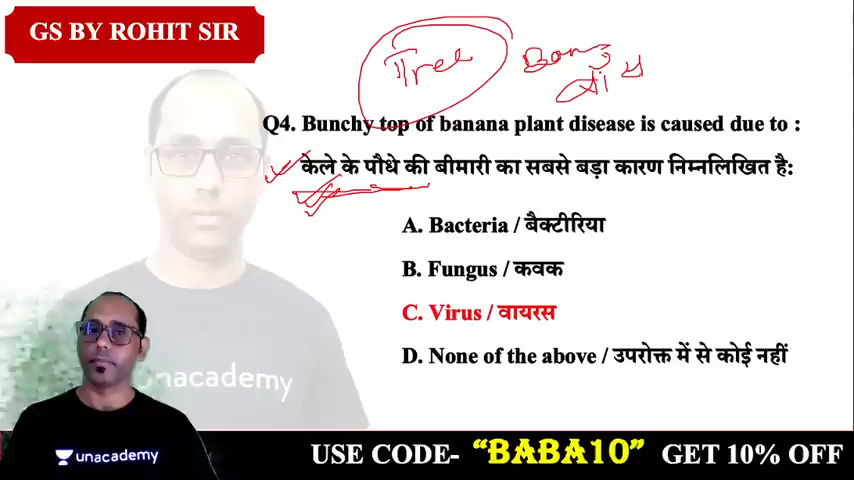 GS BY ROHIT SIR
Tree
Q4. Bunchy top of banana plant disease is caused due to :
केले के पौधे की बीमारी का सबसे बड़ा कारण निम्नलिखित है:
A. Bacteria / बैक्टीरिया
B. Fungus / कवक
C. Virus / वायरस
D. None of the above / उपरोक्त में से कोई नहीं
unacademy
unacademy
USE CODE- “BABA10” GET 10% OFF